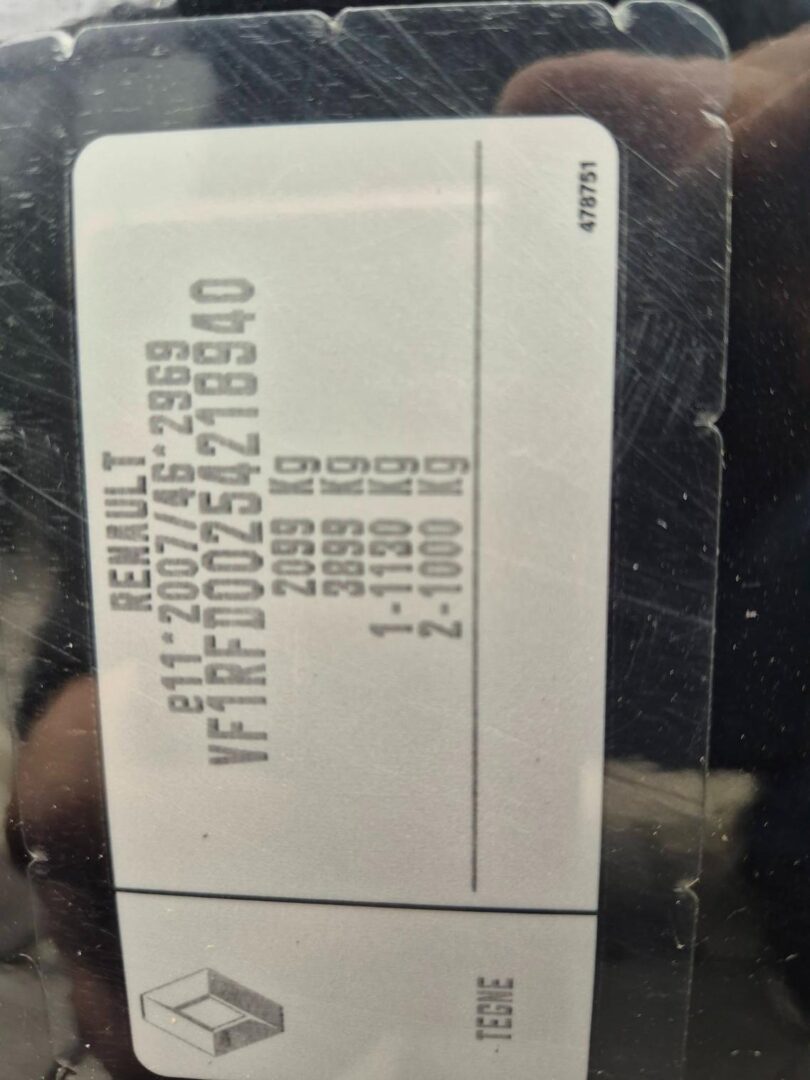 RENAULT
e11*2007/46*2969
VF1RFD00254218940
2099 Kg
3899 Kg
1-1130 Kg
2-1000 Kg
478751
TEGNE